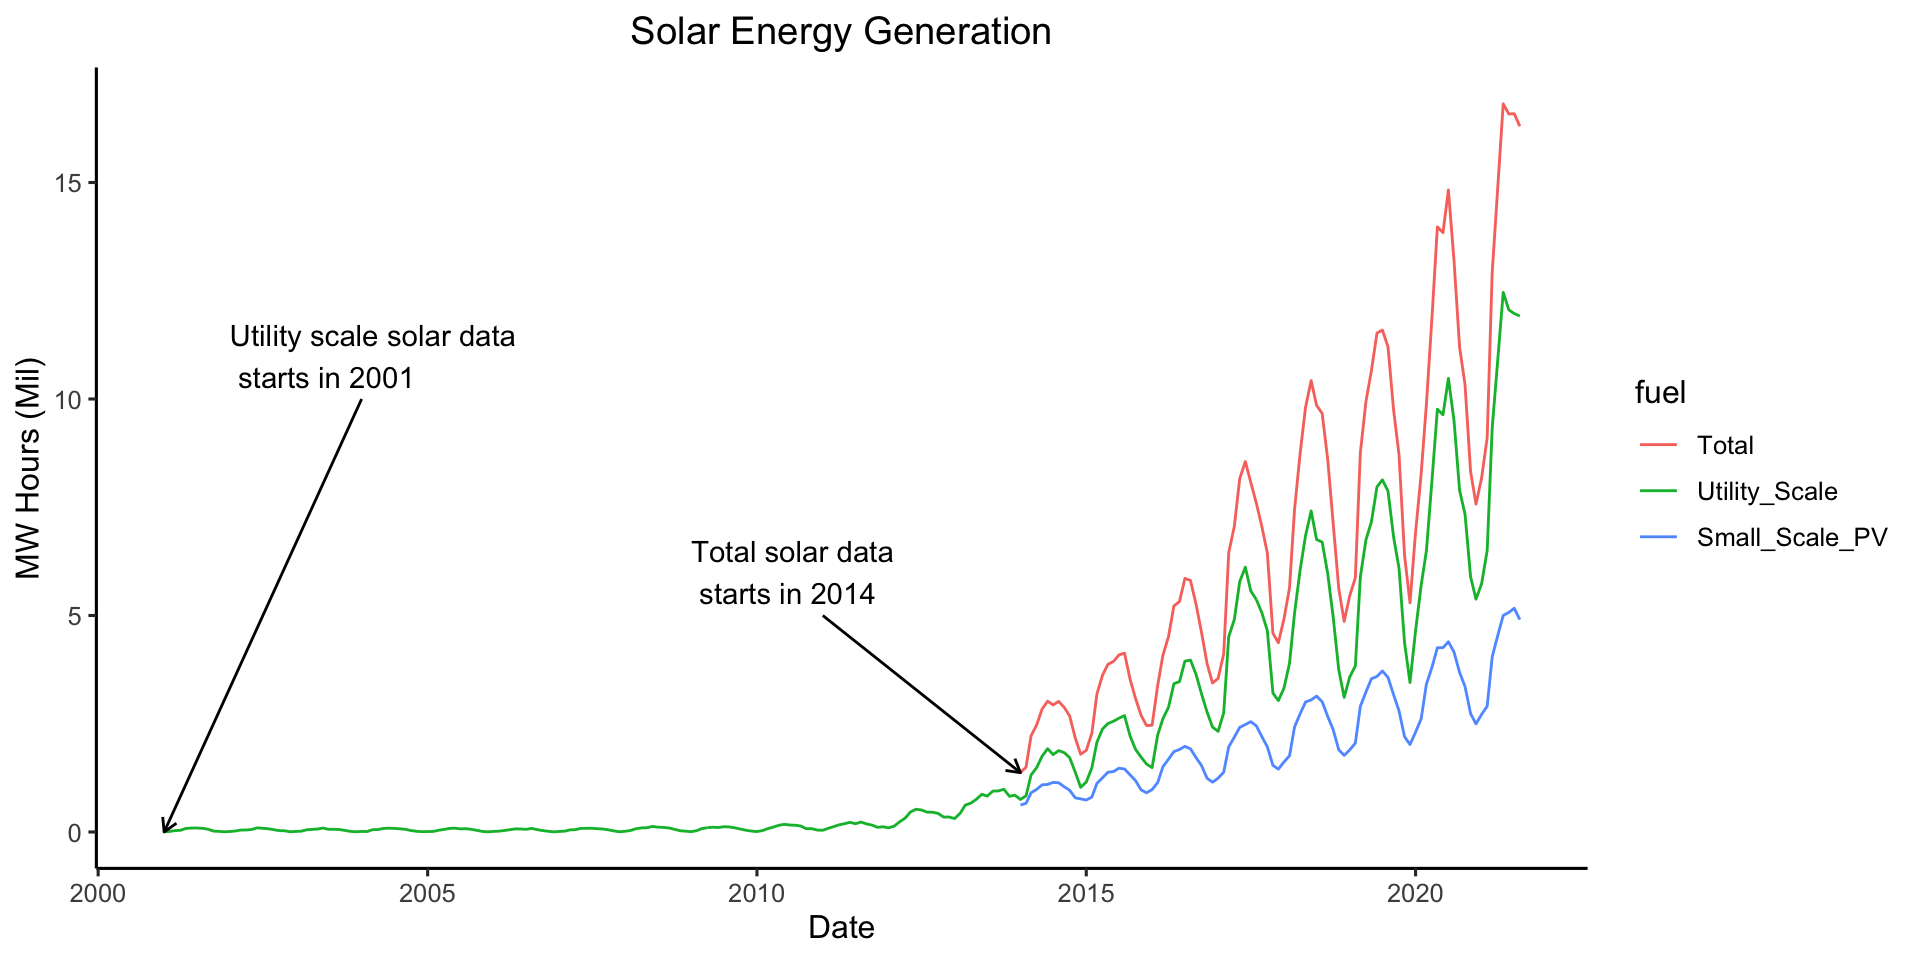 Solar Energy Generation
MW Hours (Mil)
15
10
5
0
Utility scale solar data
starts in 2001
Total solar data
starts in 2014
2000
2005
2010
2015
2020
Date
fuel
Total
Utility_Scale
Small_Scale_PV